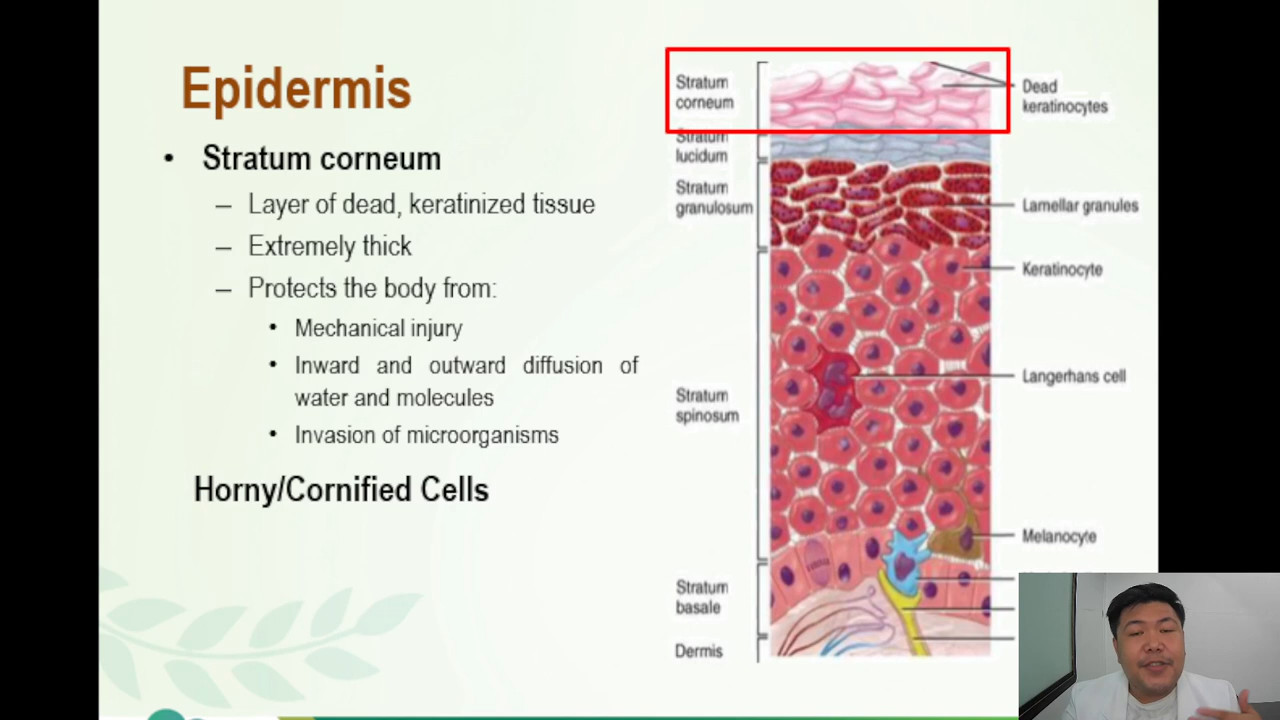 Epidermis
• Stratum corneum
– Layer of dead, keratinized tissue
– Extremely thick
– Protects the body from:
• Mechanical injury
• Inward and outward diffusion of
water and molecules
• Invasion of microorganisms
Horny/Cornified Cells
Stratum
corneum
Stratum
lucidum
Stratum
granulosum
Stratum
spinosum
Stratum
basale
Dermis
Dead
keratinocytes
Lamellar granules
Keratinocyte
Langerhans cell
Melanocyte